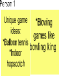 Person 1
Unique game
ideas:
*Balloon tennis
*Indoor
hopscotch
*Blowing
games like
bowling king